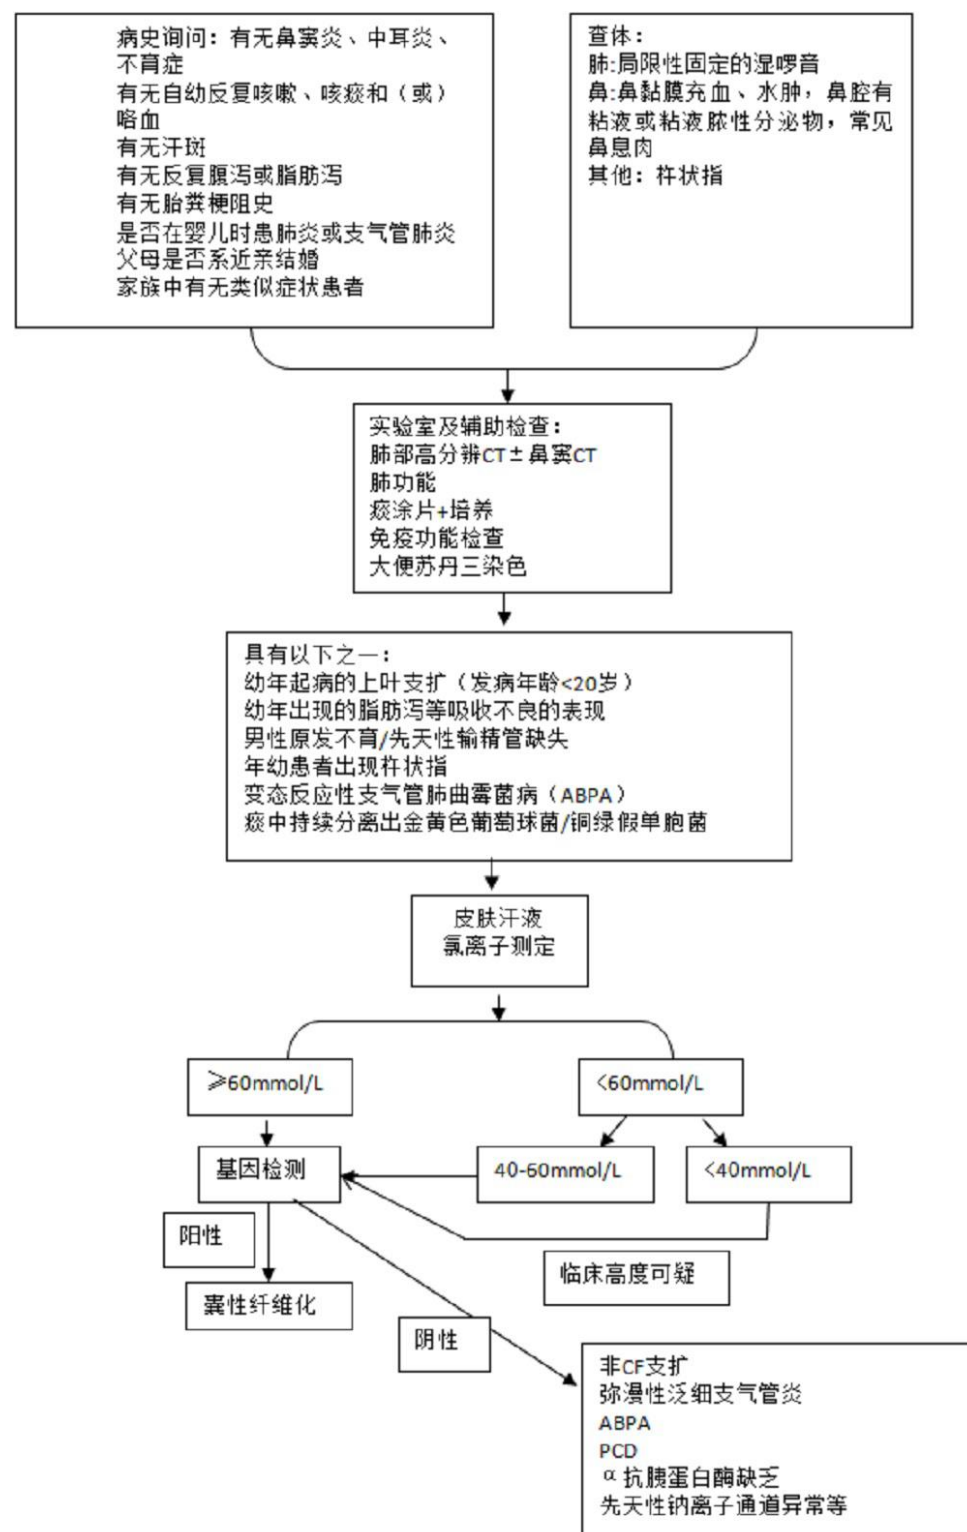 病史询问：有无鼻窦炎、中耳炎、
不育症
有无自幼反复咳嗽、咳痰和（或）
咯血
有无汗斑
有无反复腹泻或脂肪泻
有无胎粪梗阻史
是否在婴儿时患肺炎或支气管肺炎
父母是否系近亲结婚
家族中有无类似症状患者
查体：
肺:局限性固定的湿啰音
鼻:鼻黏膜充血、水肿，鼻腔有
粘液或粘液脓性分泌物，常见
鼻息肉
其他：杵状指
实验室及辅助检查：
肺部高分辨CT±鼻窦CT
肺功能
痰涂片+培养
免疫功能检查
大便苏丹三染色
具有以下之一：
幼年起病的上叶支扩（发病年龄<20岁）
幼年出现的脂肪泻等吸收不良的表现
男性原发不育/先天性输精管缺失
年幼患者出现杵状指
变态反应性支气管肺曲霉菌病（ABPA）
痰中持续分离出金黄色葡萄球菌/铜绿假单胞菌
皮肤汗液
氯离子测定
≥60mmol/L
<60mmol/L
基因检测
40-60mmol/L
<40mmol/L
阳性
临床高度可疑
囊性纤维化
阴性
非CF支扩
弥漫性泛细支气管炎
ABPA
PCD
α抗胰蛋白酶缺乏
先天性钠离子通道异常等